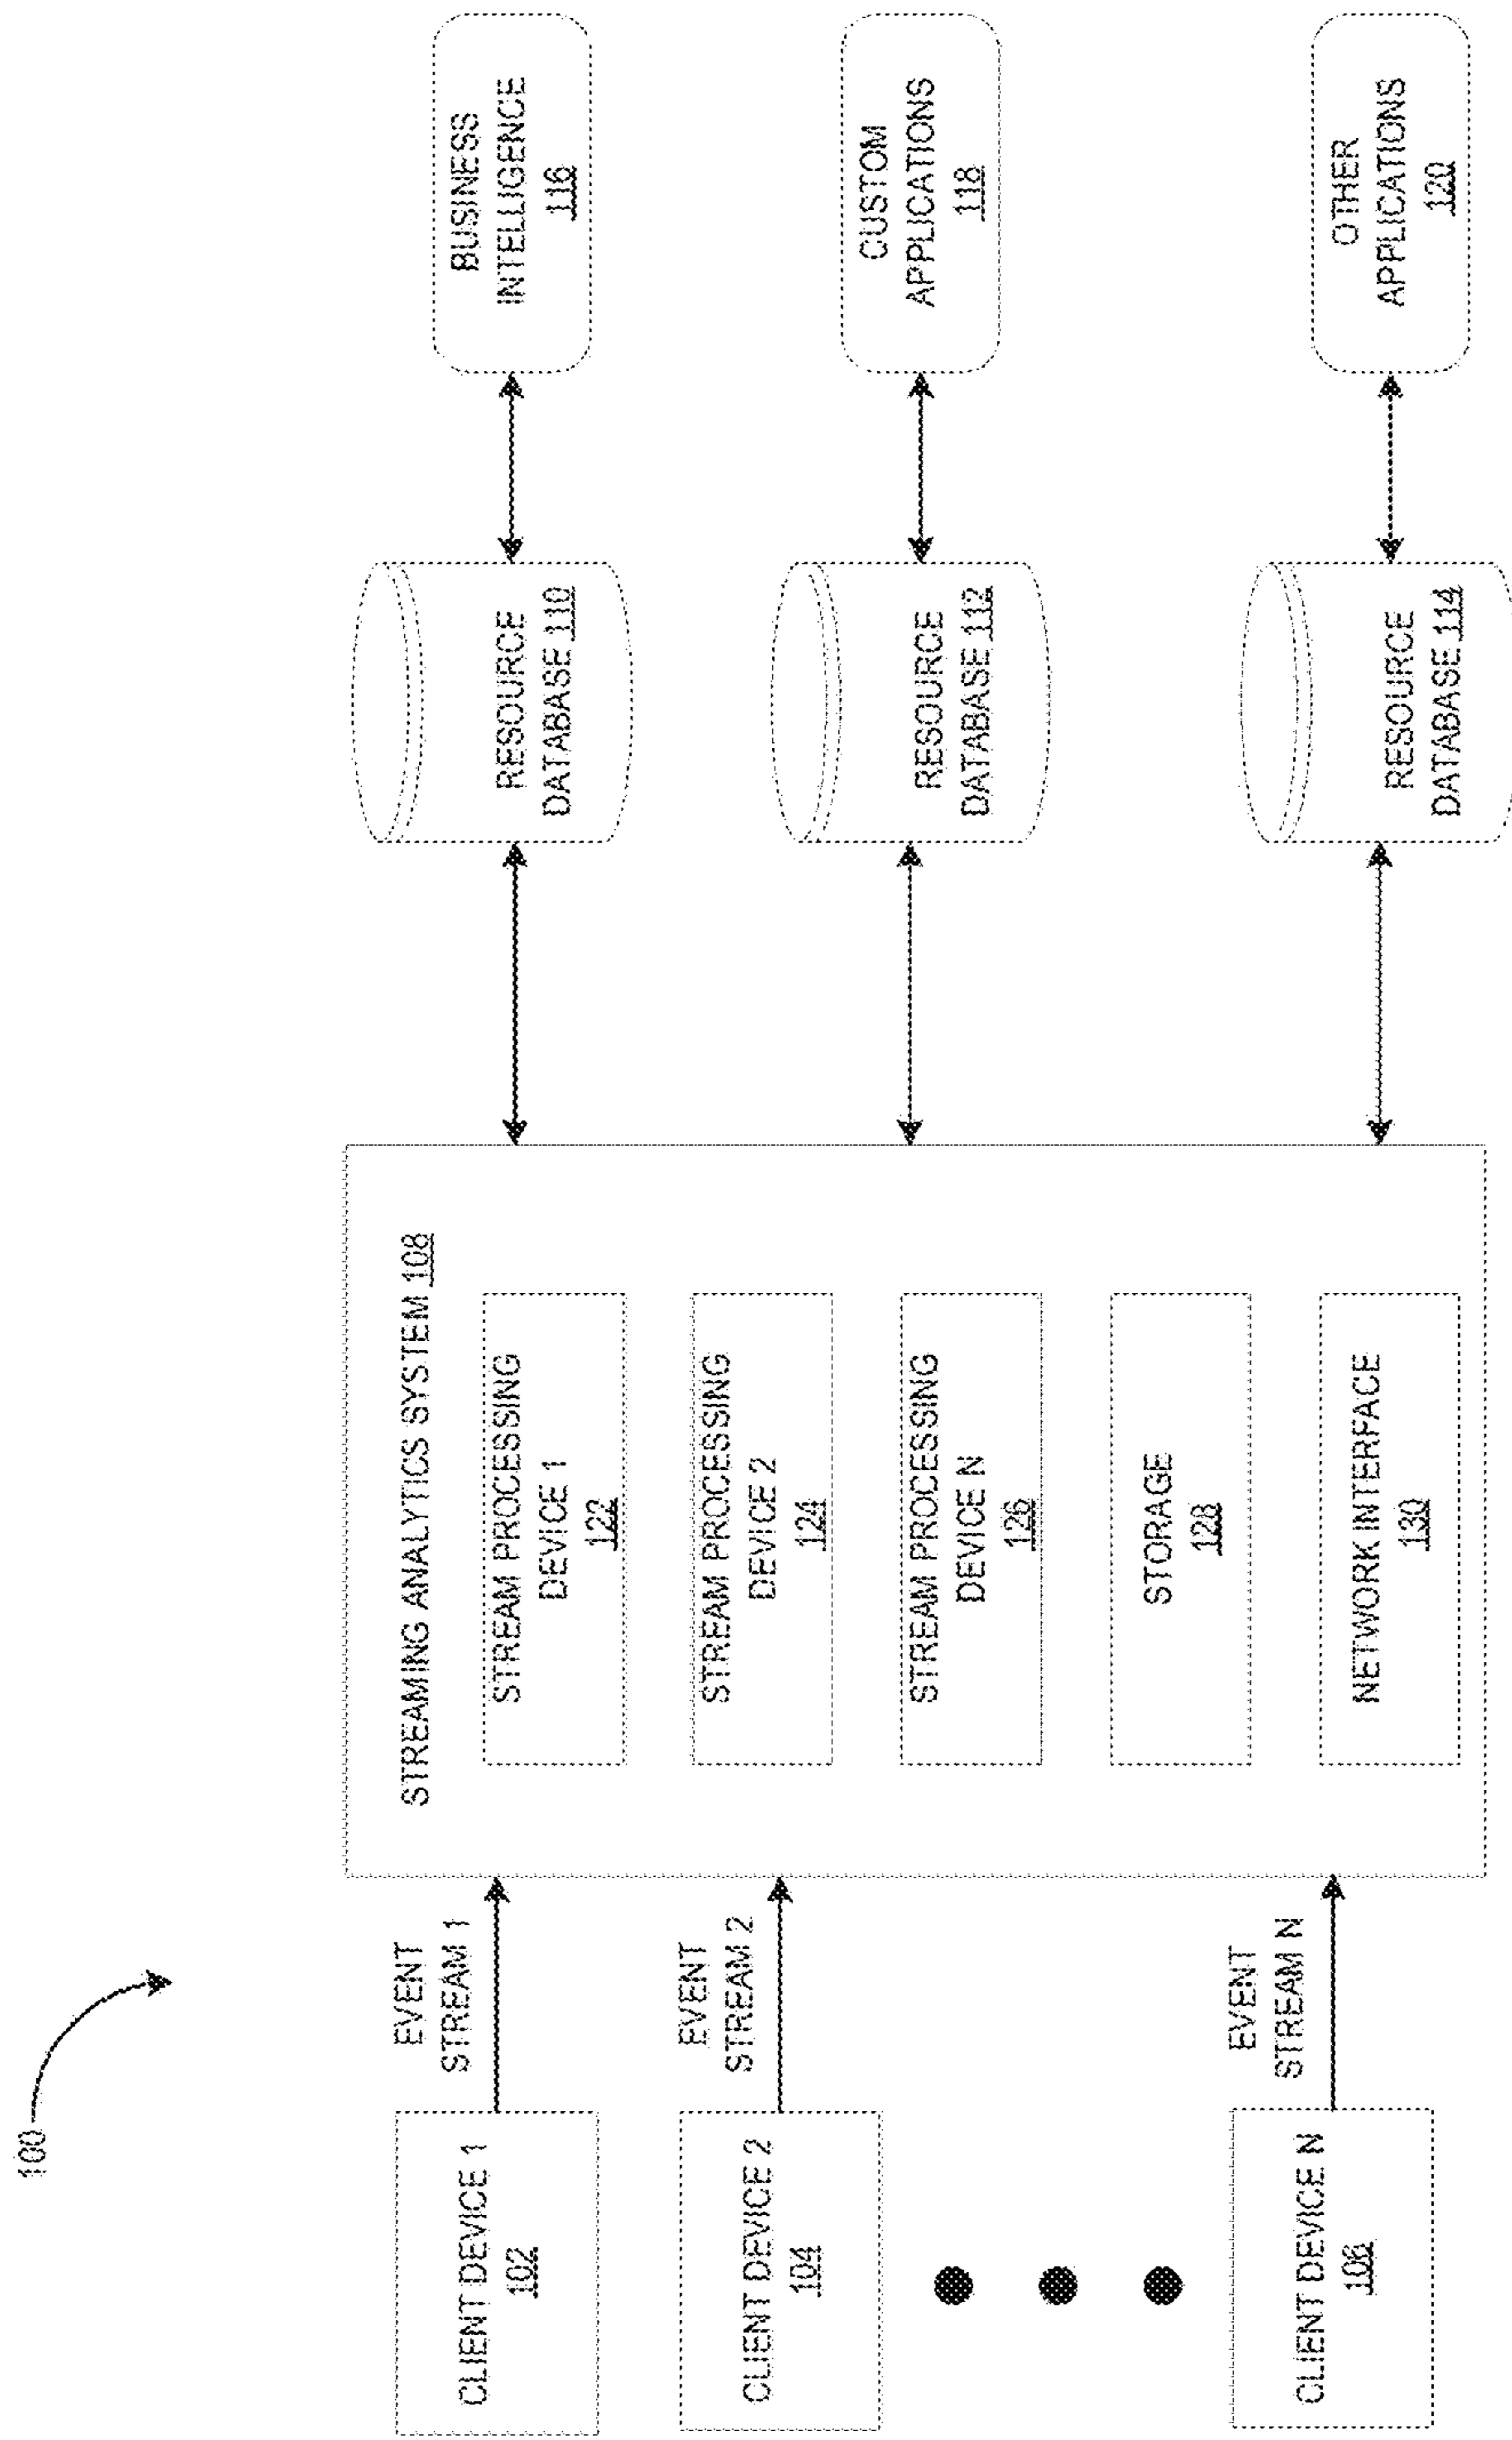 100
CLIENT DEVICE 1
102
CLIENT DEVICE 2
104
CLIENT DEVICE N
106
EVENT
STREAM 1
EVENT
STREAM 2
EVENT
STREAM N
STREAMING ANALYTICS SYSTEM 108
STREAM PROCESSING
DEVICE 1
122
STREAM PROCESSING
DEVICE 2
124
STREAM PROCESSING
DEVICE N
126
STORAGE
128
NETWORK INTERFACE
130
RESOURCE
DATABASE 110
RESOURCE
DATABASE 112
RESOURCE
DATABASE 114
BUSINESS
INTELLIGENCE
116
CUSTOM
APPLICATIONS
118
OTHER
APPLICATIONS
120